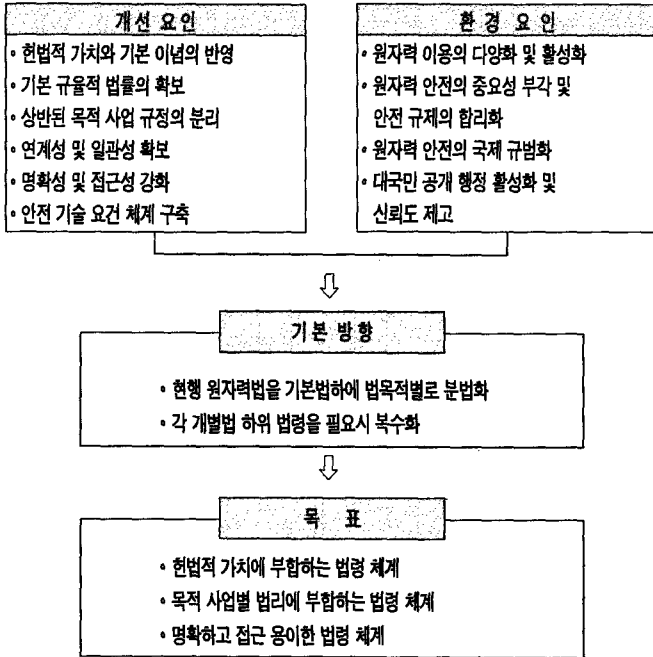 개선 요인
• 헌법적 가치와 기본 이념의 반영
• 기본 규율적 법률의 확보
• 상반된 목적 사업 규정의 분리
• 연계성 및 일관성 확보
• 명확성 및 접근성 강화
• 안전 기술 요건 체계 구축
환경 요인
• 원자력 이용의 다양화 및 활성화
• 원자력 안전의 중요성 부각 및
안전 규제의 합리화
• 원자력 안전의 국제 규범화
• 대국민 공개 행정 활성화 및
신뢰도 제고
기본 방향
• 현행 원자력법을 기본법하에 법목적별로 분법화
• 각 개별법 하위 법령을 필요시 복수화
목 표
• 헌법적 가치에 부합하는 법령 체계
• 목적 사업별 법리에 부합하는 법령 체계
• 명확하고 접근 용이한 법령 체계